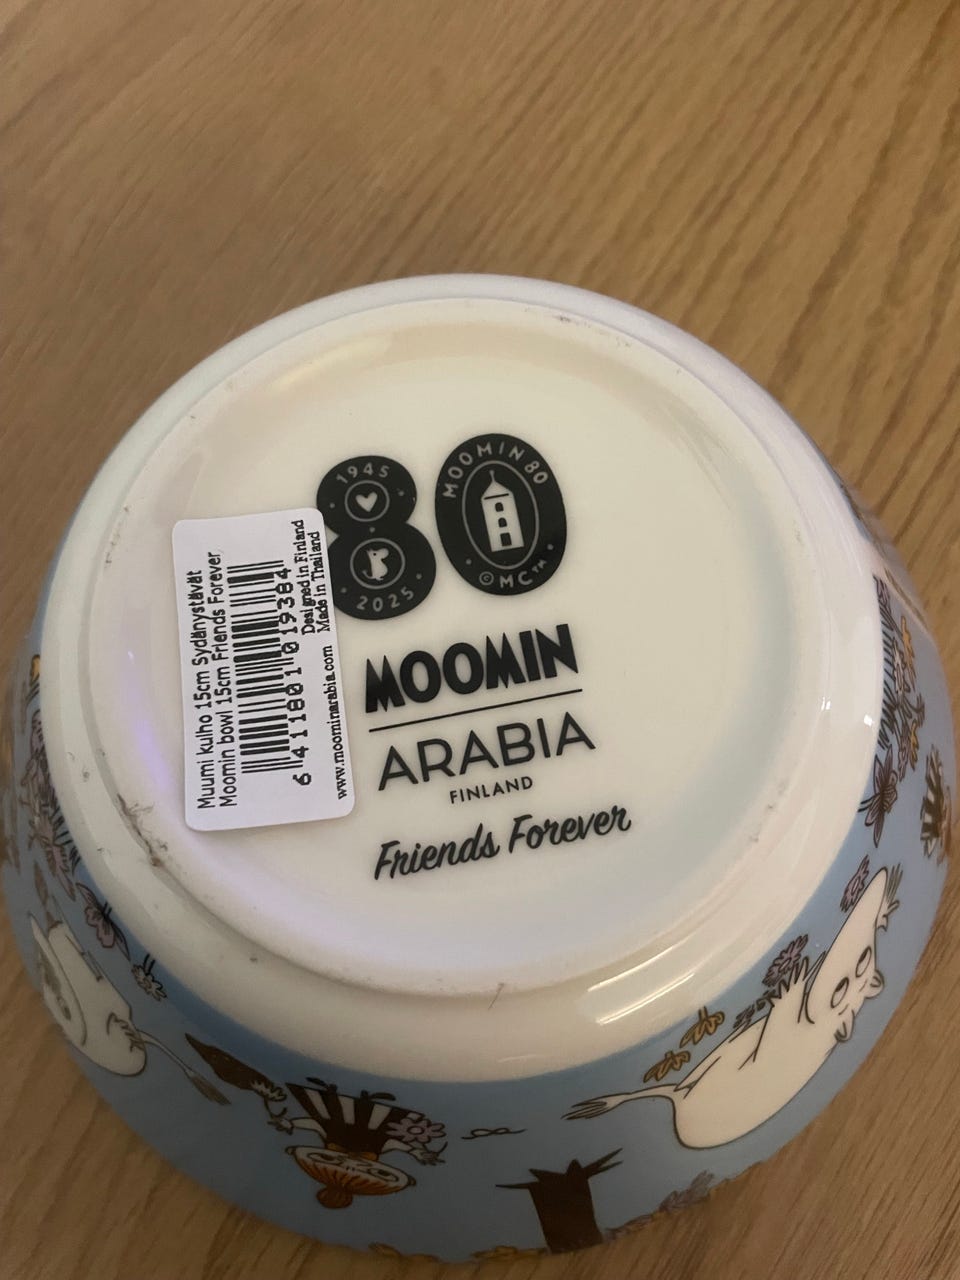 1945
2025
MOOMIN 80
© MC™
MOOMIN
ARABIA
FINLAND
Friends Forever
Muumi kulho 15cm Sydänystävät
Moomin bowl 15cm Friends Forever
6 411801 019384
Designed in Finland
Made in Thailand
www.moominarabia.com